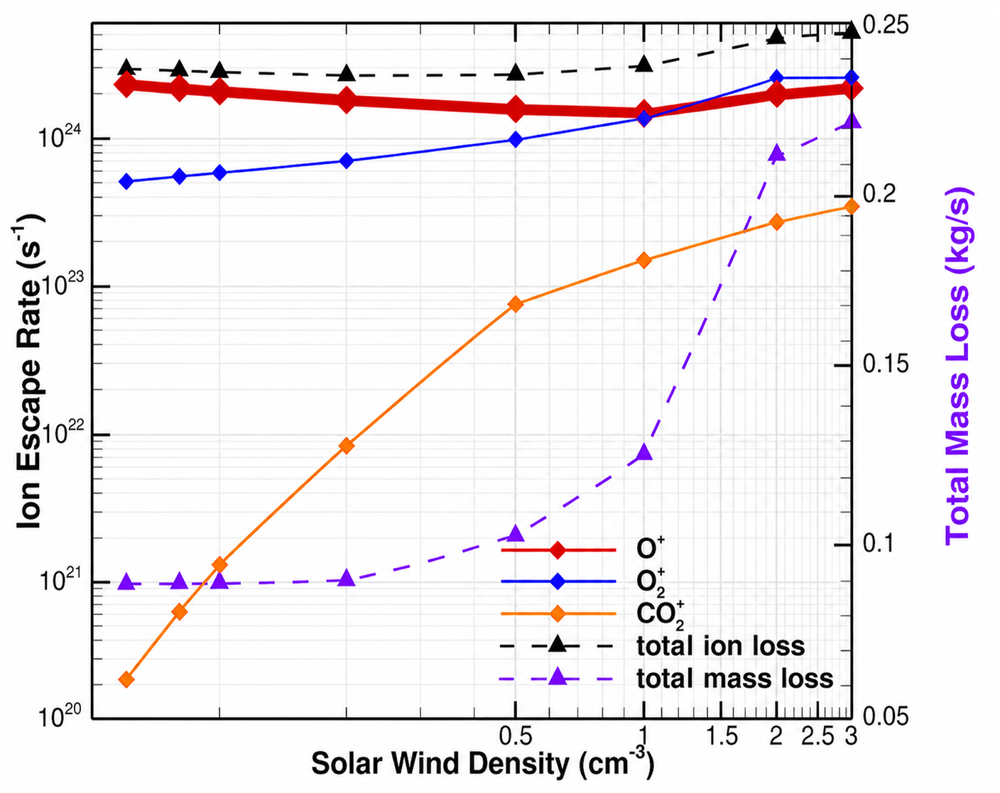 Ion Escape Rate (s⁻¹)
10²⁴
10²³
10²²
10²¹
10²⁰
0.25
0.2
0.15
0.1
0.05
Total Mass Loss (kg/s)
O⁺
O₂⁺
CO₂⁺
total ion loss
total mass loss
0.5 1 1.5 2 2.5 3
Solar Wind Density (cm⁻³)